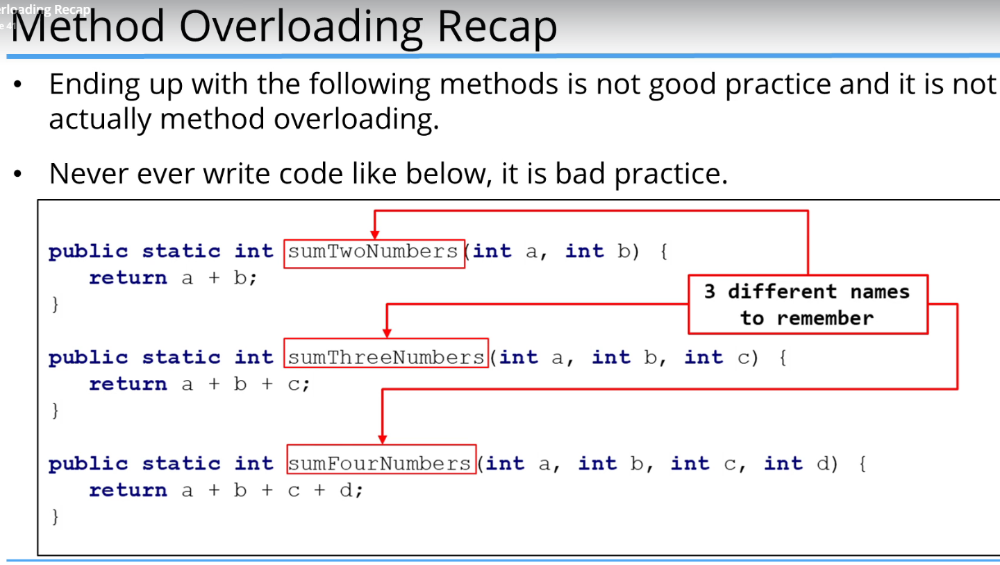 erloading Recap
e 41
Method Overloading Recap
• Ending up with the following methods is not good practice and it is not
actually method overloading.
• Never ever write code like below, it is bad practice.
public static int sumTwoNumbers(int a, int b) {
return a + b;
}
3 different names
to remember
public static int sumThreeNumbers(int a, int b, int c) {
return a + b + c;
}
public static int sumFourNumbers(int a, int b, int c, int d) {
return a + b + c + d;
}